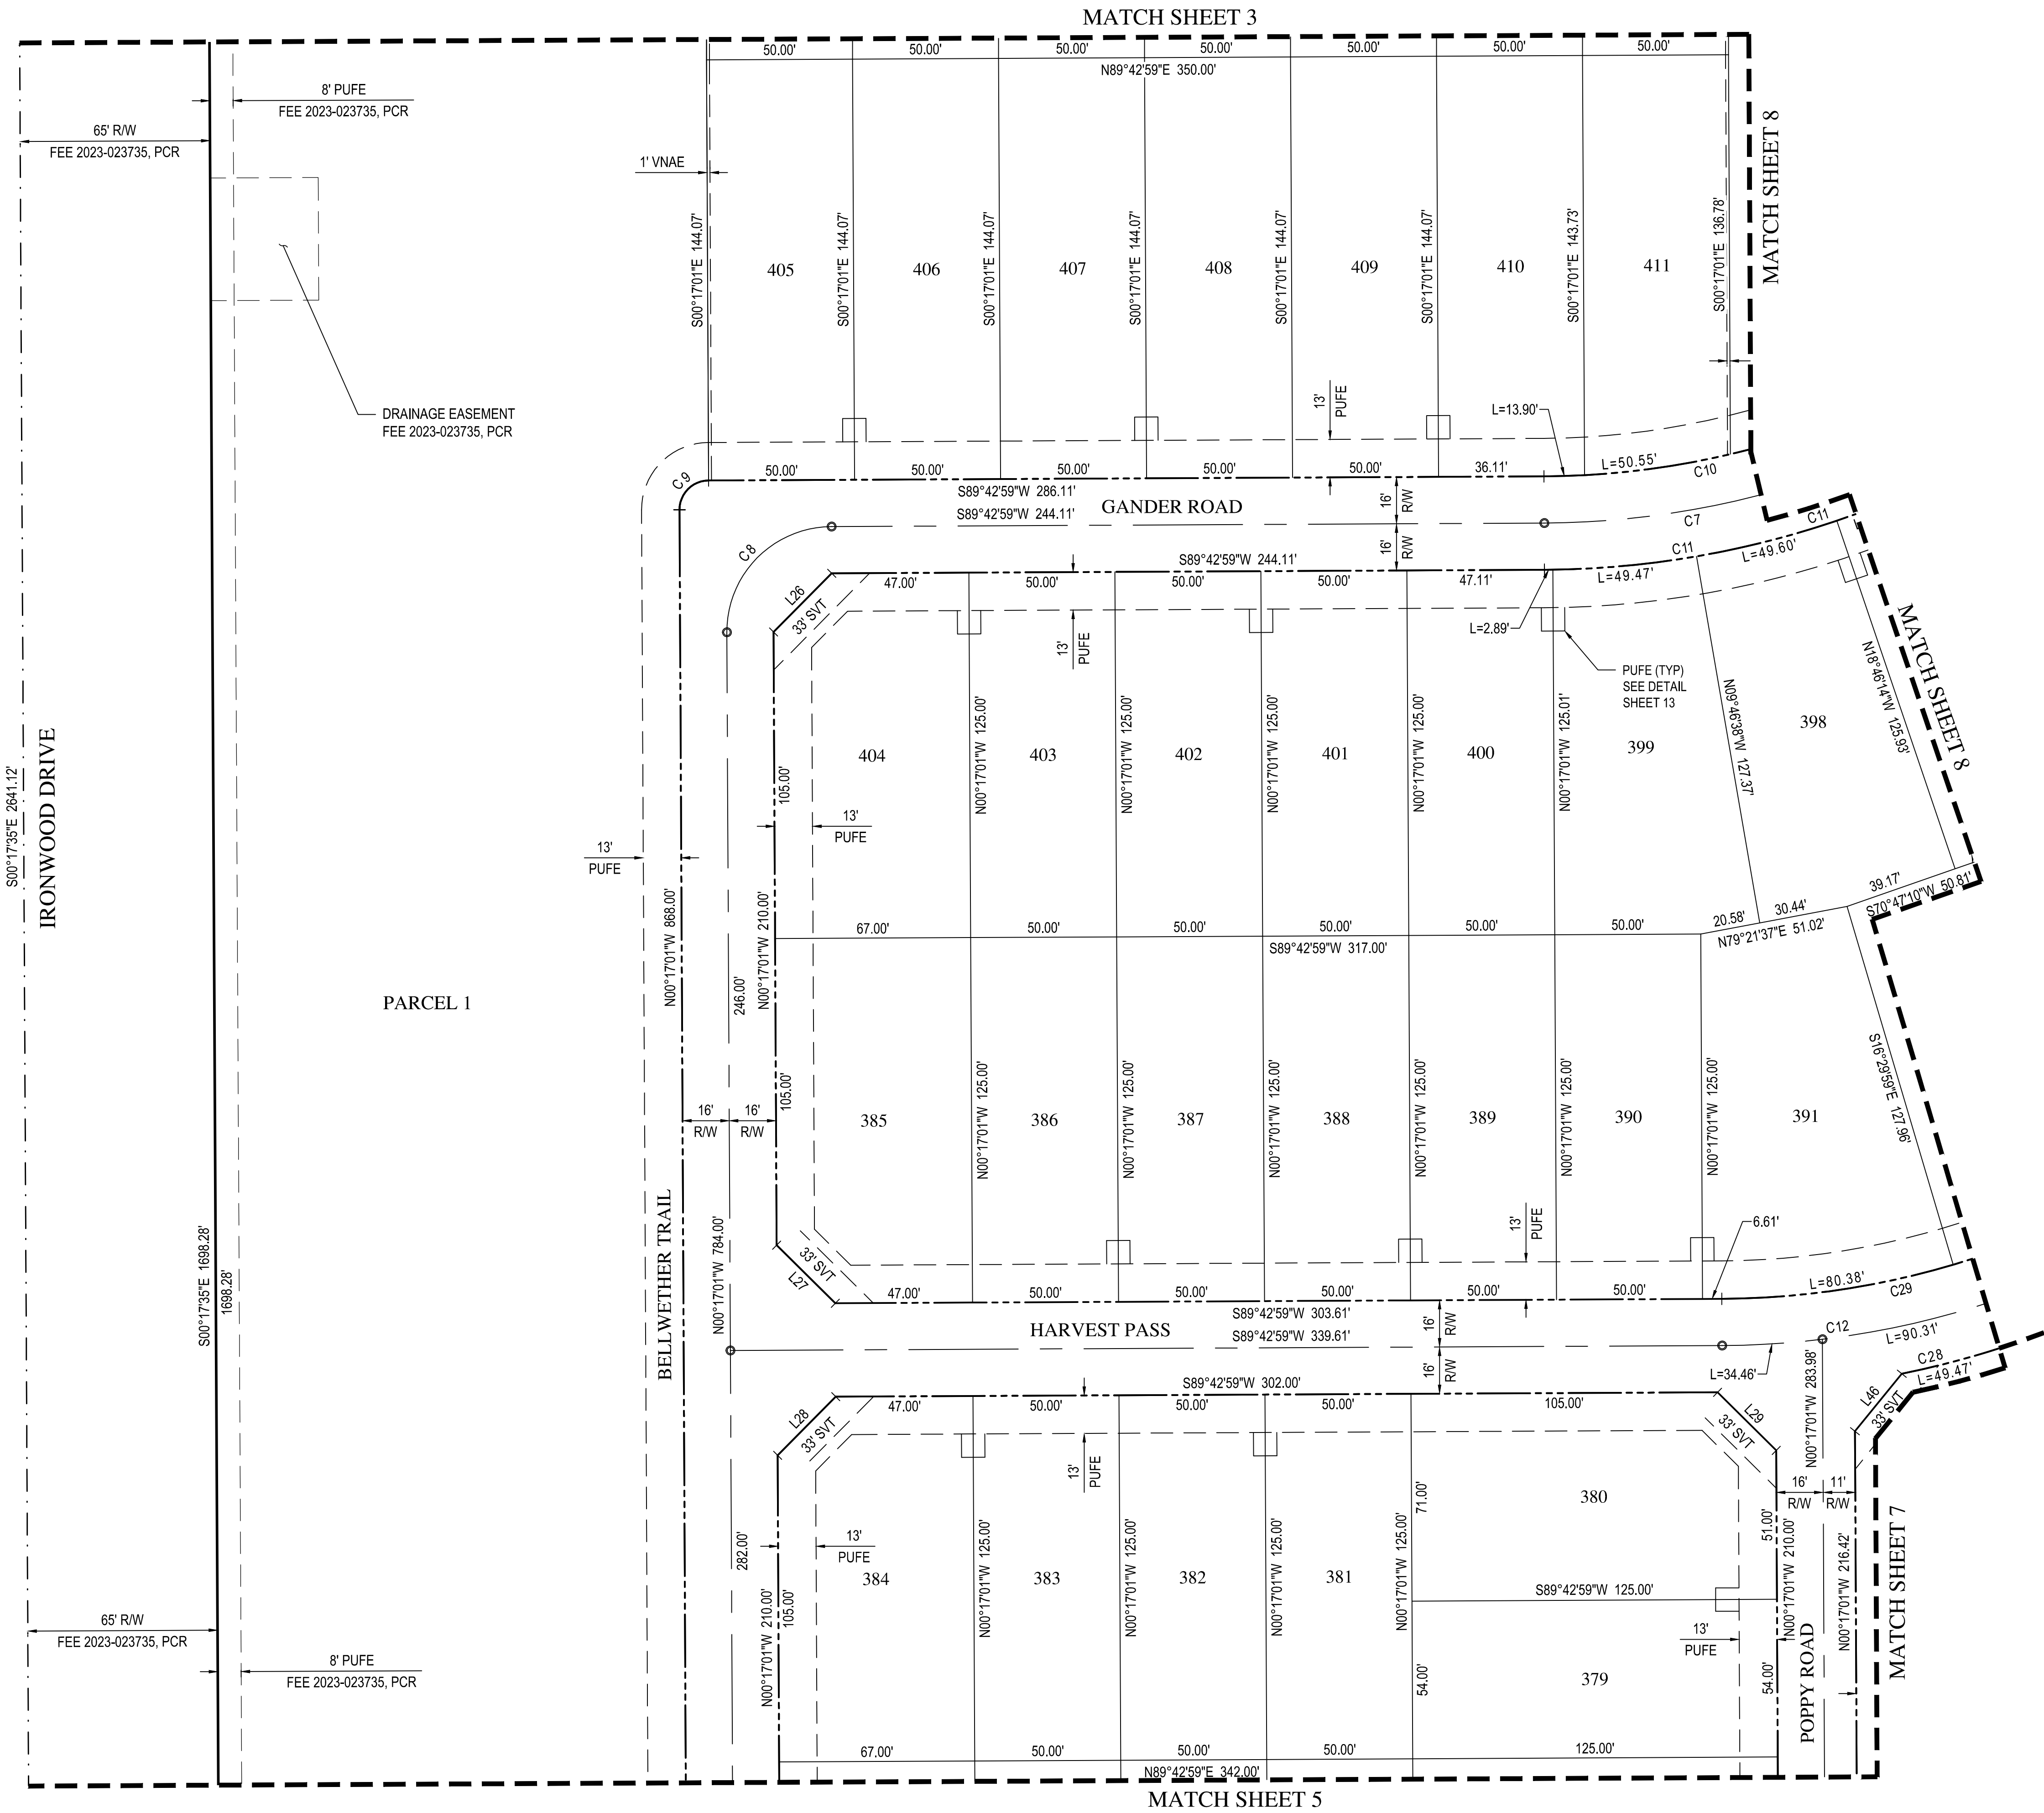 MATCH SHEET 3
50.00' 50.00' 50.00' 50.00' 50.00' 50.00' 50.00'
N89°42'59"E 350.00'
8' PUFE
FEE 2023-023735, PCR
65' R/W
FEE 2023-023735, PCR
1' VNAE
MATCH SHEET 8
S00°17'01"E 144.07'
S00°17'01"E 144.07'
S00°17'01"E 144.07'
S00°17'01"E 144.07'
S00°17'01"E 144.07'
S00°17'01"E 144.07'
S00°17'01"E 143.73'
S00°17'01"E 136.78'
405 406 407 408 409 410 411
DRAINAGE EASEMENT
FEE 2023-023735, PCR
13'
PUFE
L=13.90'
C9
50.00' 50.00' 50.00' 50.00' 50.00' 36.11' L=50.55' C10
S89°42'59"W 286.11'
S89°42'59"W 244.11'
GANDER ROAD
16'
R/W
16'
R/W
C7
C11
C8
S89°42'59"W 244.11'
C11
L=49.60'
47.00' 50.00' 50.00' 50.00' 47.11' L=49.47'
L26
33' SVT
L=2.89'
13'
PUFE
PUFE (TYP)
SEE DETAIL
SHEET 13
MATCH SHEET 8
N18°46'14"W 125.93'
N09°46'38"W 127.37'
N00°17'01"W 125.00'
N00°17'01"W 125.00'
N00°17'01"W 125.00'
N00°17'01"W 125.00'
N00°17'01"W 125.01'
404 403 402 401 400 399 398
105.00'
13'
PUFE
13'
PUFE
S00°17'35"E 2641.12'
IRONWOOD DRIVE
N00°17'01"W 868.00'
N00°17'01"W 210.00'
246.00'
67.00' 50.00' 50.00' 50.00' 50.00' 50.00'
S89°42'59"W 317.00'
20.58' 30.44'
N79°21'37"E 51.02'
39.17'
S70°47'10"W 50.81'
PARCEL 1
105.00'
N00°17'01"W 125.00'
N00°17'01"W 125.00'
N00°17'01"W 125.00'
N00°17'01"W 125.00'
N00°17'01"W 125.00'
N00°17'01"W 125.00'
S16°29'59"E 127.96'
16'
R/W
16'
R/W
385 386 387 388 389 390 391
BELLWETHER TRAIL
N00°17'01"W 784.00'
S00°17'35"E 1698.28'
1698.28'
33' SVT
L27
13'
PUFE
6.61'
47.00' 50.00' 50.00' 50.00' 50.00' 50.00' L=80.38'
C29
S89°42'59"W 303.61'
HARVEST PASS
S89°42'59"W 339.61'
16'
R/W
16'
R/W
C12
L=90.31'
L=34.46'
C28
L=49.47'
S89°42'59"W 302.00'
47.00' 50.00' 50.00' 50.00' 105.00'
L28
33' SVT
L29
33' SVT
L46
33' SVT
N00°17'01"W 283.98'
13'
PUFE
16'
R/W
11'
R/W
71.00'
380
51.00'
282.00'
13'
PUFE
N00°17'01"W 125.00'
N00°17'01"W 125.00'
N00°17'01"W 125.00'
N00°17'01"W 125.00'
N00°17'01"W 210.00'
N00°17'01"W 216.42'
MATCH SHEET 7
384 383 382 381
S89°42'59"W 125.00'
N00°17'01"W 210.00'
105.00'
65' R/W
FEE 2023-023735, PCR
13'
PUFE
8' PUFE
FEE 2023-023735, PCR
54.00'
379
54.00'
POPPY ROAD
67.00' 50.00' 50.00' 50.00' 125.00'
N89°42'59"E 342.00'
MATCH SHEET 5